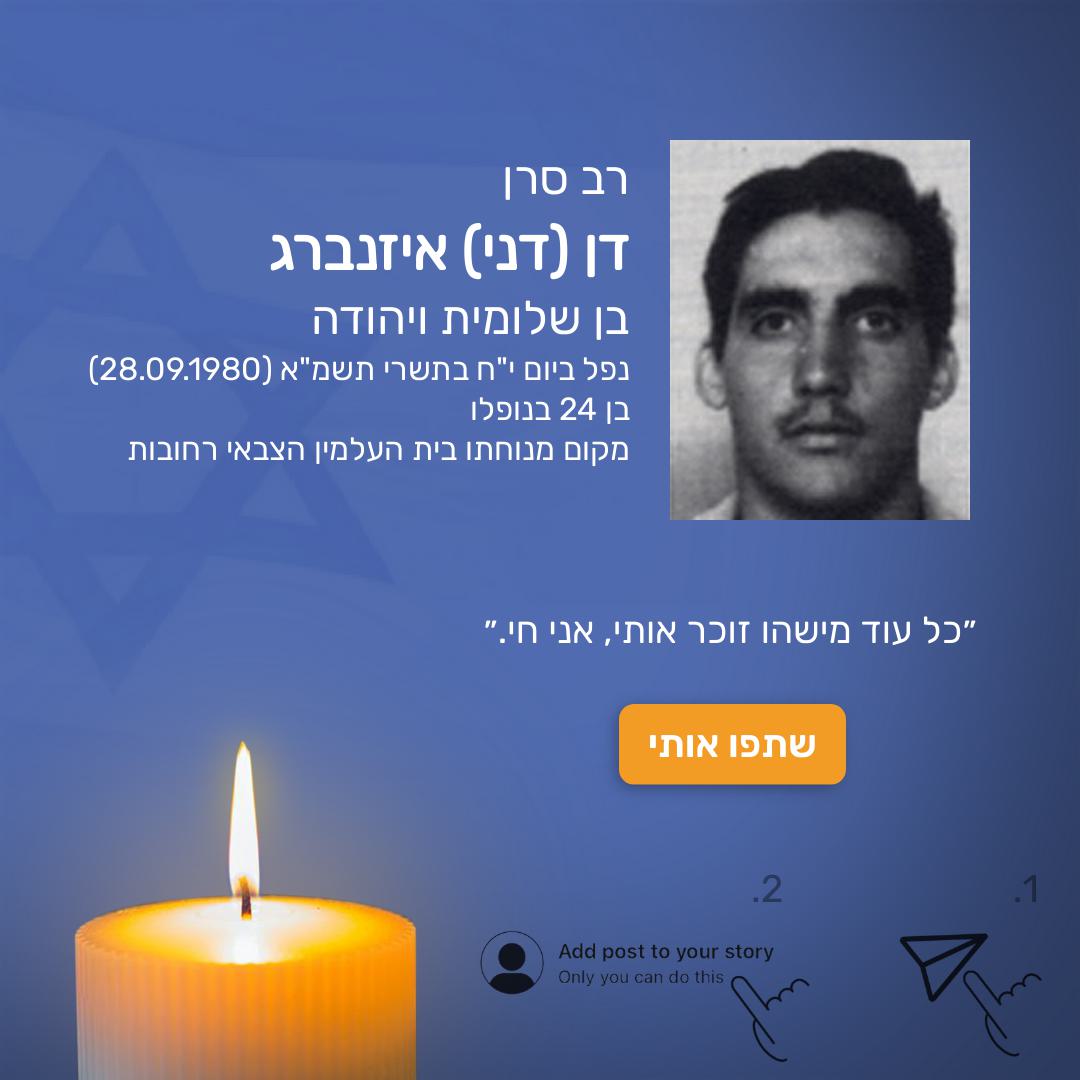 רב סרן
דן (דני) איזנברג
בן שלומית ויהודה
נפל ביום י"ח בתשרי תשמ"א (28.09.1980)
בן 24 בנופלו
מקום מנוחתו בית העלמין הצבאי רחובות
״כל עוד מישהו זוכר אותי, אני חי.״
שתפו אותי
1.
2.
Add post to your story
Only you can do this